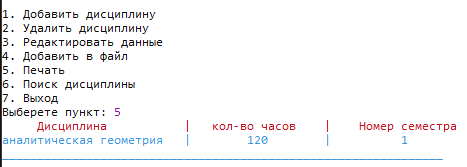 1. Добавить дисциплину
2. Удалить дисциплину
3. Редактировать данные
4. Добавить в файл
5. Печать
6. Поиск дисциплины
7. Выход
Выберете пункт: 5
Дисциплина | кол-во часов | Номер семестра
аналитическая геометрия | 120 | 1